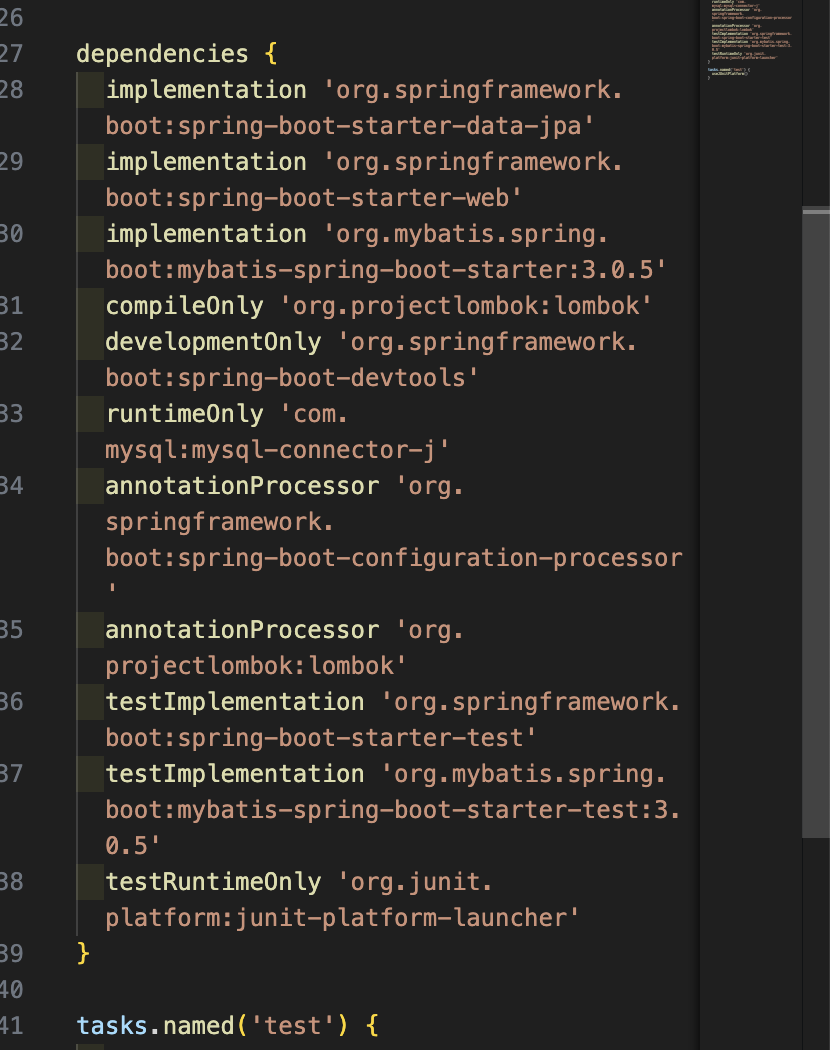 26
27 dependencies {
28 implementation 'org.springframework.
boot:spring-boot-starter-data-jpa'
29 implementation 'org.springframework.
boot:spring-boot-starter-web'
30 implementation 'org.mybatis.spring.
boot:mybatis-spring-boot-starter:3.0.5'
31 compileOnly 'org.projectlombok:lombok'
32 developmentOnly 'org.springframework.
boot:spring-boot-devtools'
33 runtimeOnly 'com.
mysql:mysql-connector-j'
34 annotationProcessor 'org.
springframework.
boot:spring-boot-configuration-processor
'
35 annotationProcessor 'org.
projectlombok:lombok'
36 testImplementation 'org.springframework.
boot:spring-boot-starter-test'
37 testImplementation 'org.mybatis.spring.
boot:mybatis-spring-boot-starter-test:3.
0.5'
38 testRuntimeOnly 'org.junit.
platform:junit-platform-launcher'
39 }
40
41 tasks.named('test') {